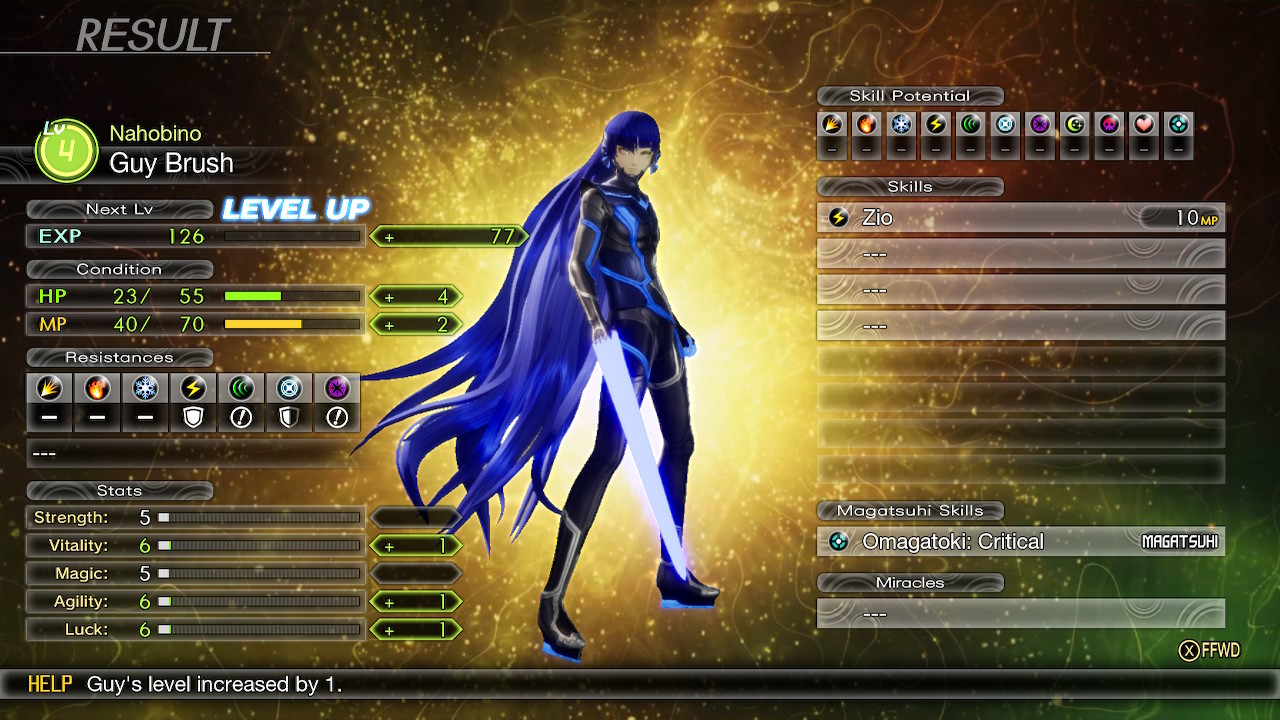 RESULT
Lv 4
Nahobino
Guy Brush
Next Lv
LEVEL UP
EXP 126 + 77
Condition
HP 23/ 55 + 4
MP 40/ 70 + 2
Resistances
– – –
---
Stats
Strength: 5
Vitality: 6 + 1
Magic: 5
Agility: 6 + 1
Luck: 6 + 1
Skill Potential
– – – – – – – – – – –
Skills
Zio 10MP
---
---
---
Magatsuhi Skills
Omagatoki: Critical MAGATSUHI
Miracles
---
X FFWD
HELP Guy's level increased by 1.